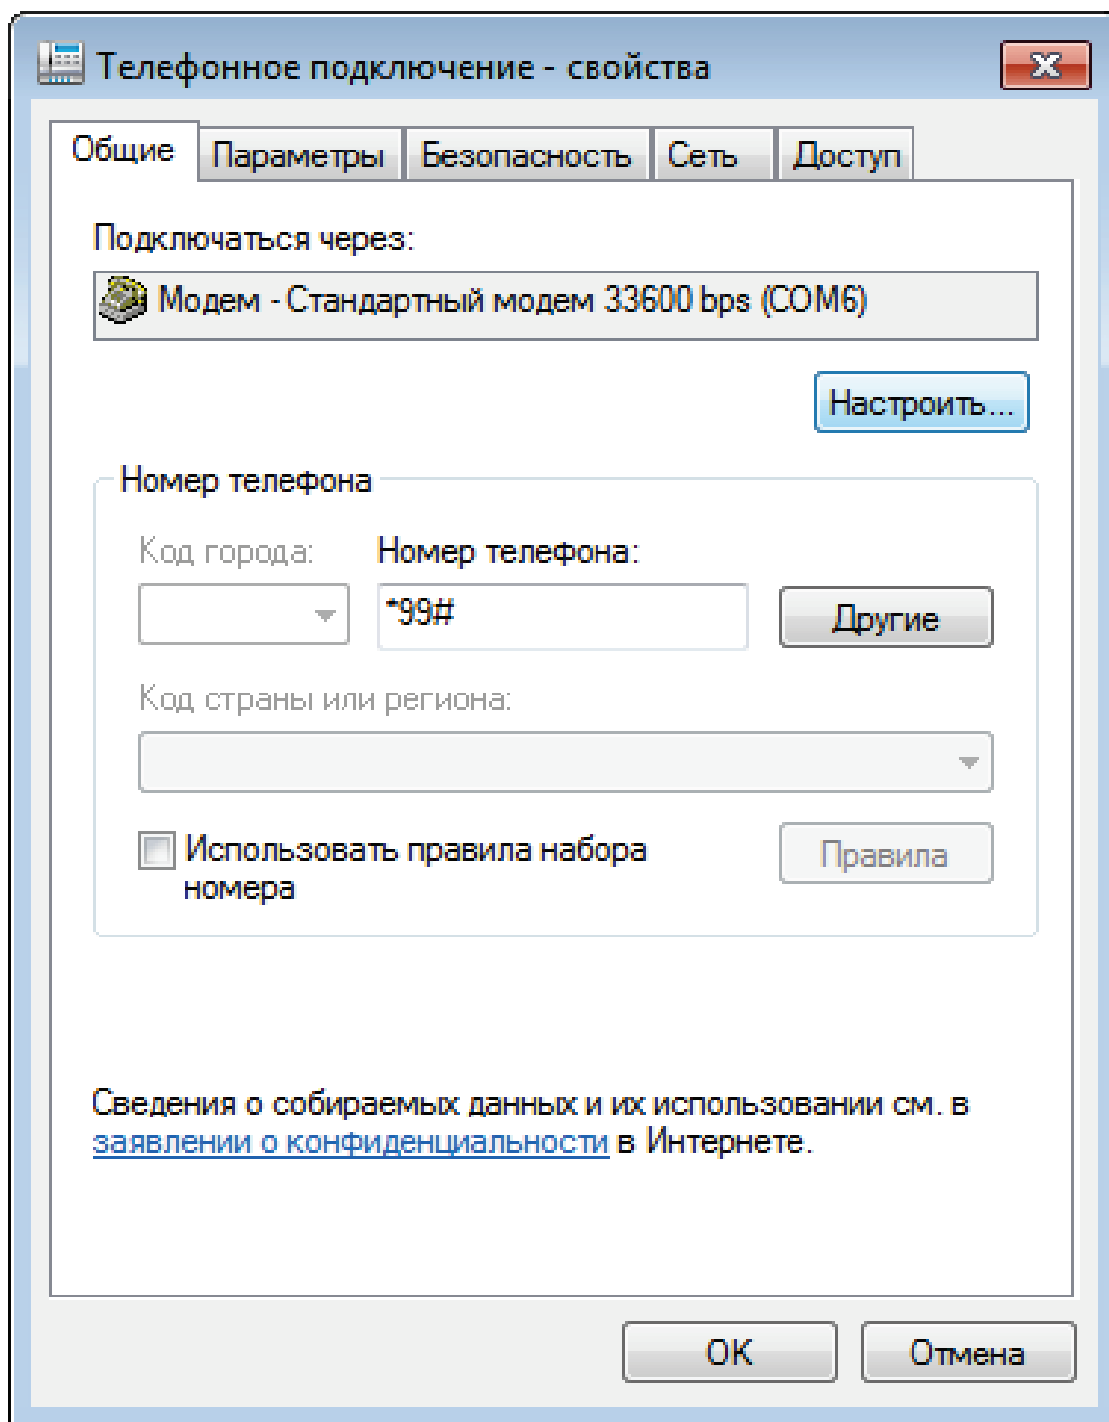 Телефонное подключение - свойства
Общие Параметры Безопасность Сеть Доступ
Подключаться через:
Модем - Стандартный модем 33600 bps (COM6)
Настроить...
Номер телефона
Код города: Номер телефона:
*99# Другие
Код страны или региона:
Использовать правила набора
номера
Правила
Сведения о собираемых данных и их использовании см. в
заявлении о конфиденциальности в Интернете.
ОК Отмена